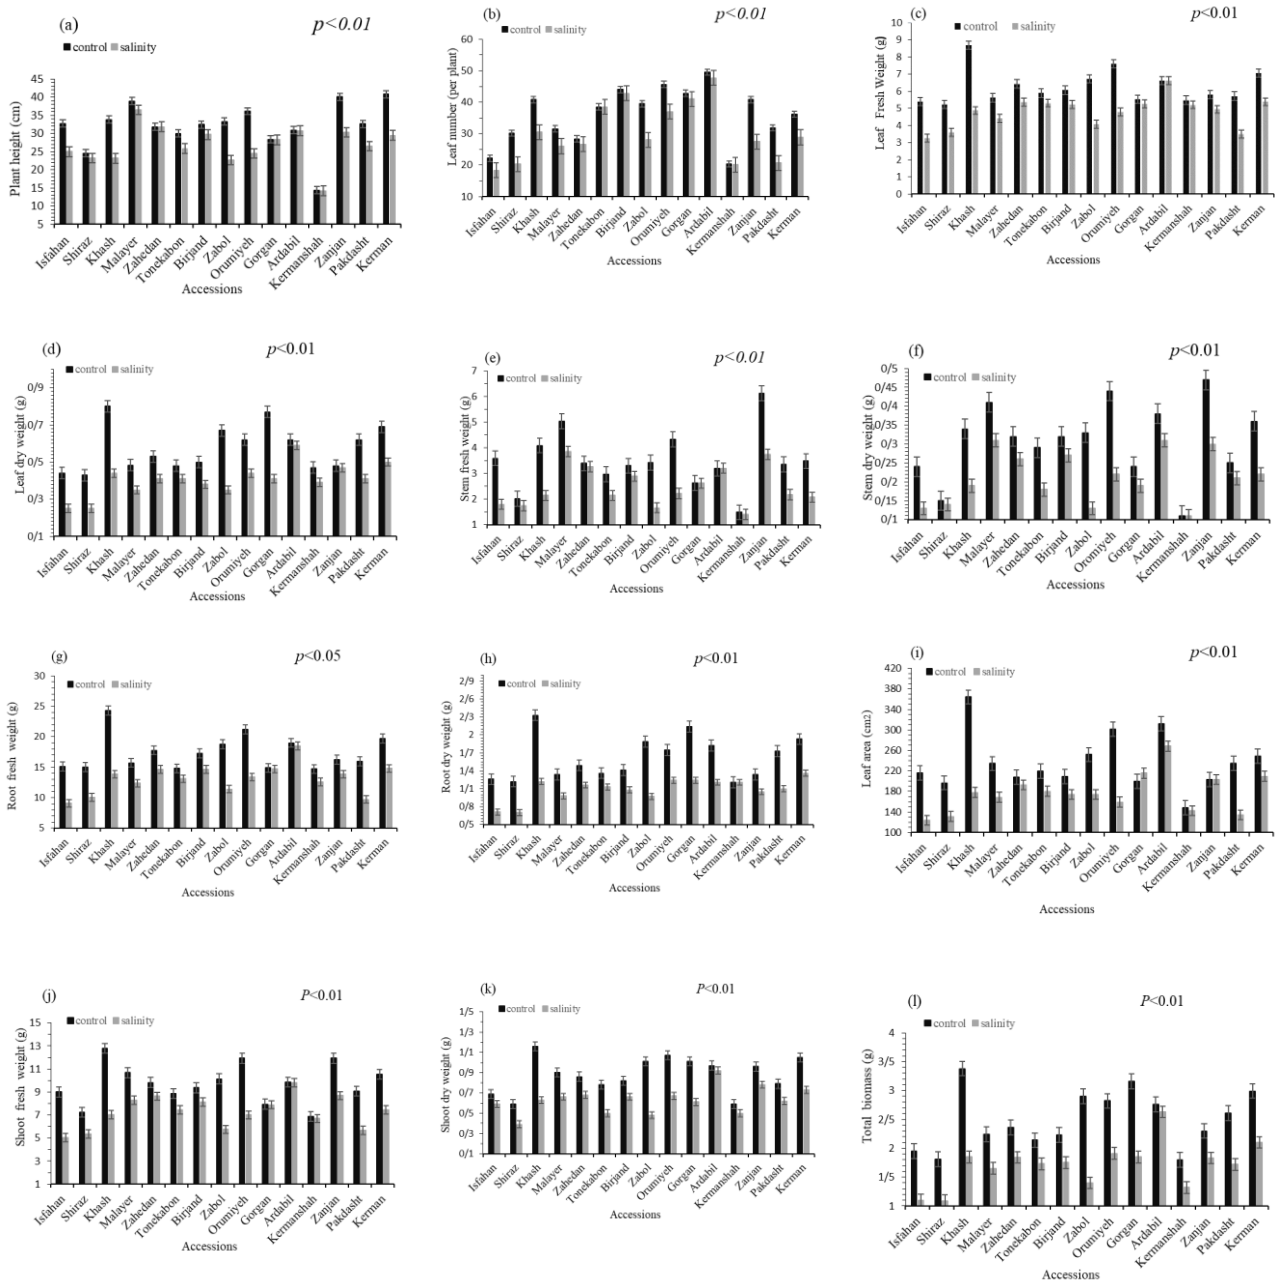 (a)
p<0.01
control salinity
Plant height (cm)
45
40
35
30
25
20
15
10
5
Isfahan Shiraz Khash Malayer Zahedan Tonekabon Birjand Zabol Orumiyeh Gorgan Ardabil Kermanshah Zanjan Pakdasht Kerman
Accessions
(b)
p<0.01
control salinity
Leaf number (per plant)
60
50
40
30
20
10
Isfahan Shiraz Khash Malayer Zahedan Tonekabon Birjand Zabol Orumiyeh Gorgan Ardabil Kermanshah Zanjan Pakdasht Kerman
Accessions
(c)
p<0.01
control salinity
Leaf Fresh Weight (g)
10
9
8
7
6
5
4
3
2
1
0
Isfahan Shiraz Khash Malayer Zahedan Tonekabon Birjand Zabol Orumiyeh Gorgan Ardabil Kermanshah Zanjan Pakdasht Kerman
Accessions
(d)
p<0.01
control salinity
Leaf dry weight (g)
0/9
0/7
0/5
0/3
0/1
Isfahan Shiraz Khash Malayer Zahedan Tonekabon Birjand Zabol Orumiyeh Gorgan Ardabil Kermanshah Zanjan Pakdasht Kerman
Accessions
(e)
p<0.01
control salinity
Stem fresh weight (g)
7
6
5
4
3
2
1
Isfahan Shiraz Khash Malayer Zahedan Tonekabon Birjand Zabol Orumiyeh Gorgan Ardabil Kermanshah Zanjan Pakdasht Kerman
Accessions
(f)
p<0.01
control salinity
Stem dry weight (g)
0/5
0/45
0/4
0/35
0/3
0/25
0/2
0/15
0/1
Isfahan Shiraz Khash Malayer Zahedan Tonekabon Birjand Zabol Orumiyeh Gorgan Ardabil Kermanshah Zanjan Pakdasht Kerman
Accessions
(g)
p<0.05
control salinity
Root fresh weight (g)
30
25
20
15
10
5
Isfahan Shiraz Khash Malayer Zahedan Tonekabon Birjand Zabol Orumiyeh Gorgan Ardabil Kermanshah Zanjan Pakdasht Kerman
Accessions
(h)
p<0.01
control salinity
Root dry weight (g)
2/9
2/6
2/3
2
1/7
1/4
1/1
0/8
0/5
Isfahan Shiraz Khash Malayer Zahedan Tonekabon Birjand Zabol Orumiyeh Gorgan Ardabil Kermanshah Zanjan Pakdasht Kerman
Accessions
(i)
p<0.01
control salinity
Leaf area (cm2)
420
380
340
300
260
220
180
140
100
Isfahan Shiraz Khash Malayer Zahedan Tonekabon Birjand Zabol Orumiyeh Gorgan Ardabil Kermanshah Zanjan Pakdasht Kerman
Accessions
(j)
P<0.01
control salinity
Shoot fresh weight (g)
15
13
11
9
7
5
3
1
Isfahan Shiraz Khash Malayer Zahedan Tonekabon Birjand Zabol Orumiyeh Gorgan Ardabil Kermanshah Zanjan Pakdasht Kerman
Accessions
(k)
P<0.01
control salinity
Shoot dry weight (g)
1/5
1/3
1/1
0/9
0/7
0/5
0/3
0/1
Isfahan Shiraz Khash Malayer Zahedan Tonekabon Birjand Zabol Orumiyeh Gorgan Ardabil Kermanshah Zanjan Pakdasht Kerman
Accessions
(l)
P<0.01
control salinity
Total biomass (g)
4
3/5
3
2/5
2
1/5
1
Isfahan Shiraz Khash Malayer Zahedan Tonekabon Birjand Zabol Orumiyeh Gorgan Ardabil Kermanshah Zanjan Pakdasht Kerman
Accessions